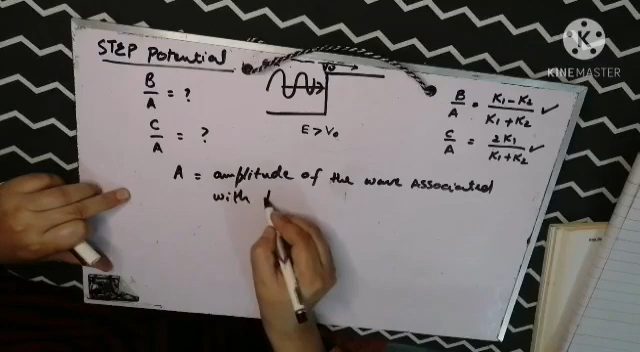 STEP Potential
B/A = ?
C/A = ?
E > V₀
B/A = K₁ - K₂ / K₁ + K₂ ✓
C/A = 2K₁ / K₁ + K₂ ✓
A = amplitude of the wave Associated
with
KINEMASTER